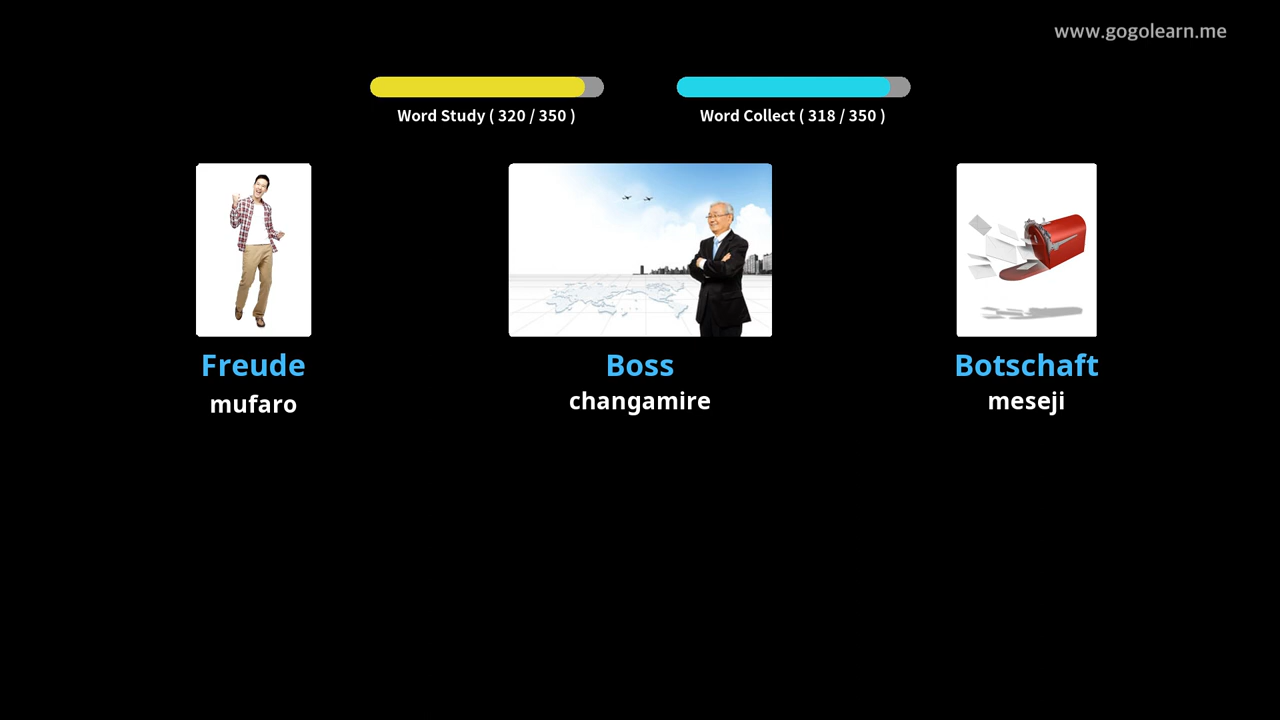 www.gogolearn.me
Word Study ( 320 / 350 )
Word Collect ( 318 / 350 )
Freude
mufaro
Boss
changamire
Botschaft
meseji